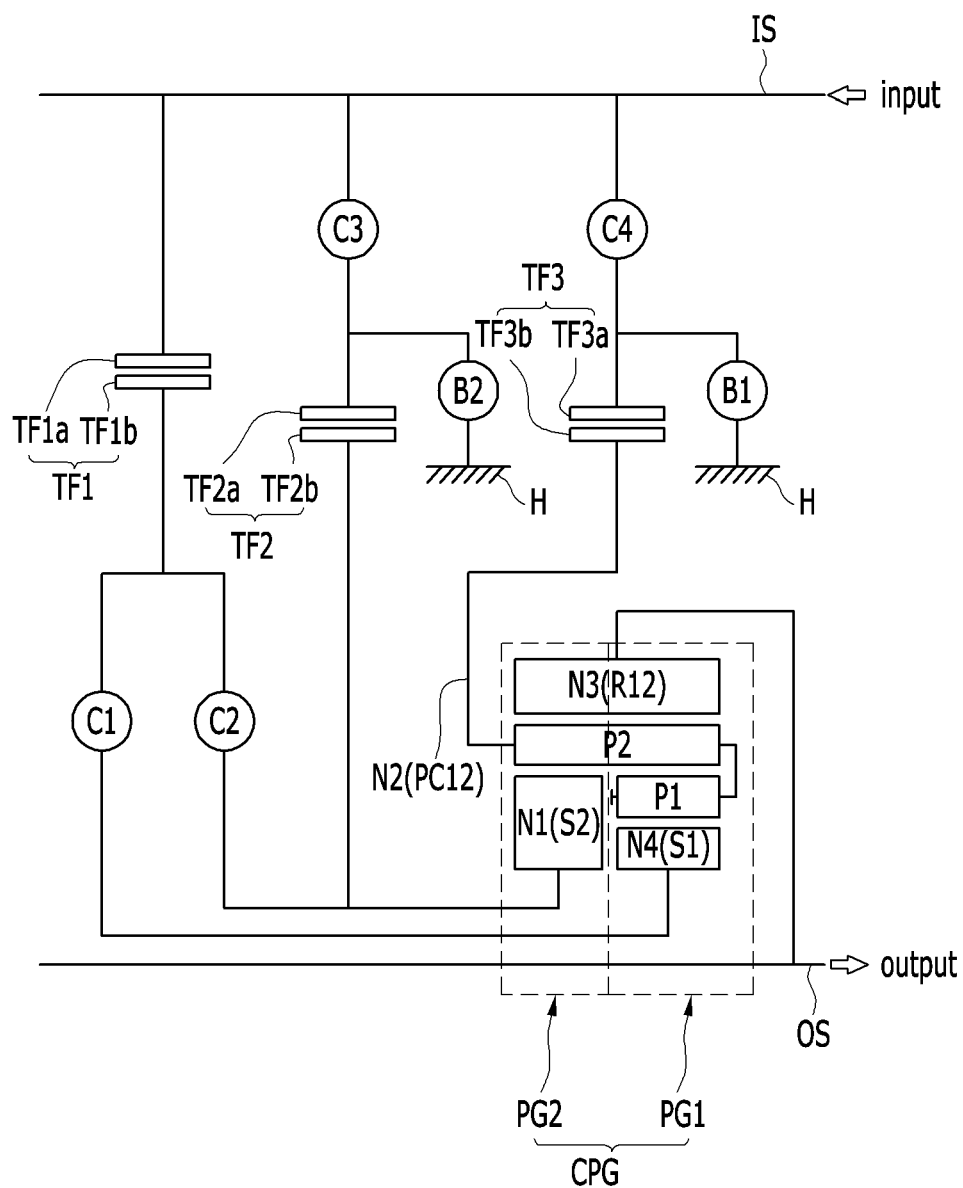 IS
input
C3
C4
TF3
TF3b
TF3a
B2
B1
TF1a
TF1b
TF1
TF2a
TF2b
TF2
H
H
C1
C2
N3(R12)
P2
N2(PC12)
N1(S2)
P1
N4(S1)
output
OS
PG2
PG1
CPG